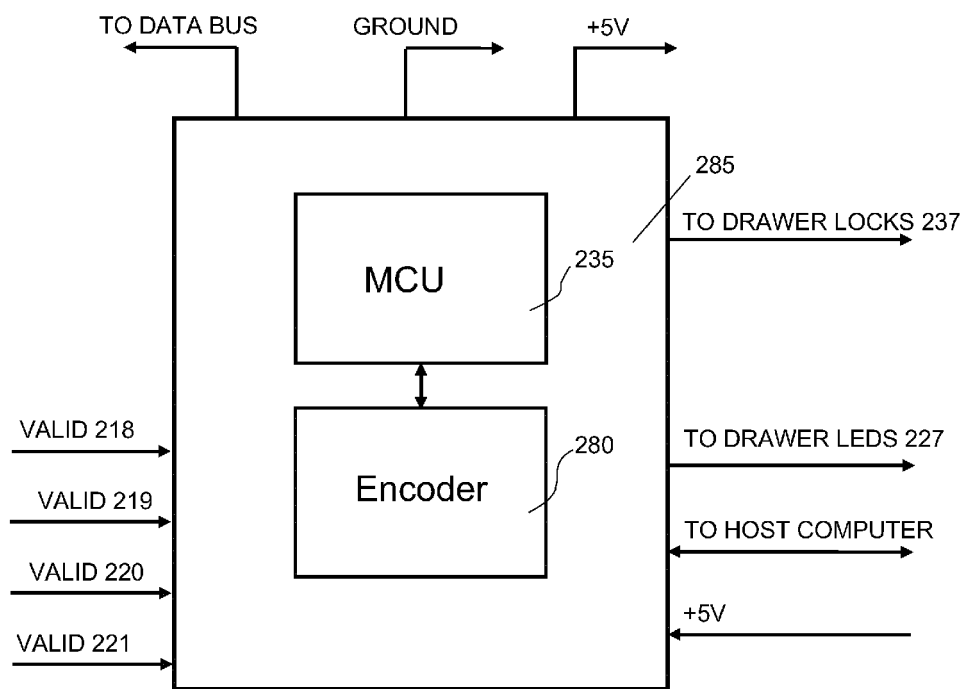 TO DATA BUS
GROUND
+5V
285
TO DRAWER LOCKS 237
235
MCU
VALID 218
TO DRAWER LEDS 227
280
Encoder
VALID 219
TO HOST COMPUTER
VALID 220
+5V
VALID 221